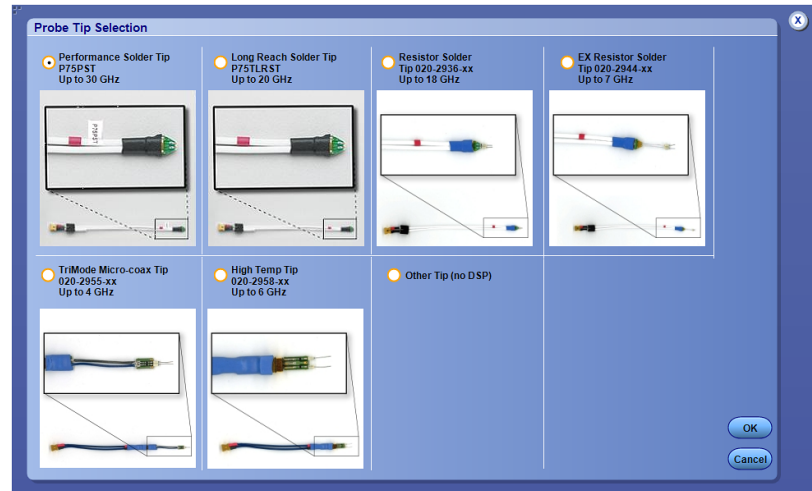 Probe Tip Selection
X
Performance Solder Tip
P75PST
Up to 30 GHz
Long Reach Solder Tip
P75TLRST
Up to 20 GHz
Resistor Solder
Tip 020-2936-xx
Up to 18 GHz
EX Resistor Solder
Tip 020-2944-xx
Up to 7 GHz
P75PST
TriMode Micro-coax Tip
020-2955-xx
Up to 4 GHz
High Temp Tip
020-2958-xx
Up to 6 GHz
Other Tip (no DSP)
OK
Cancel